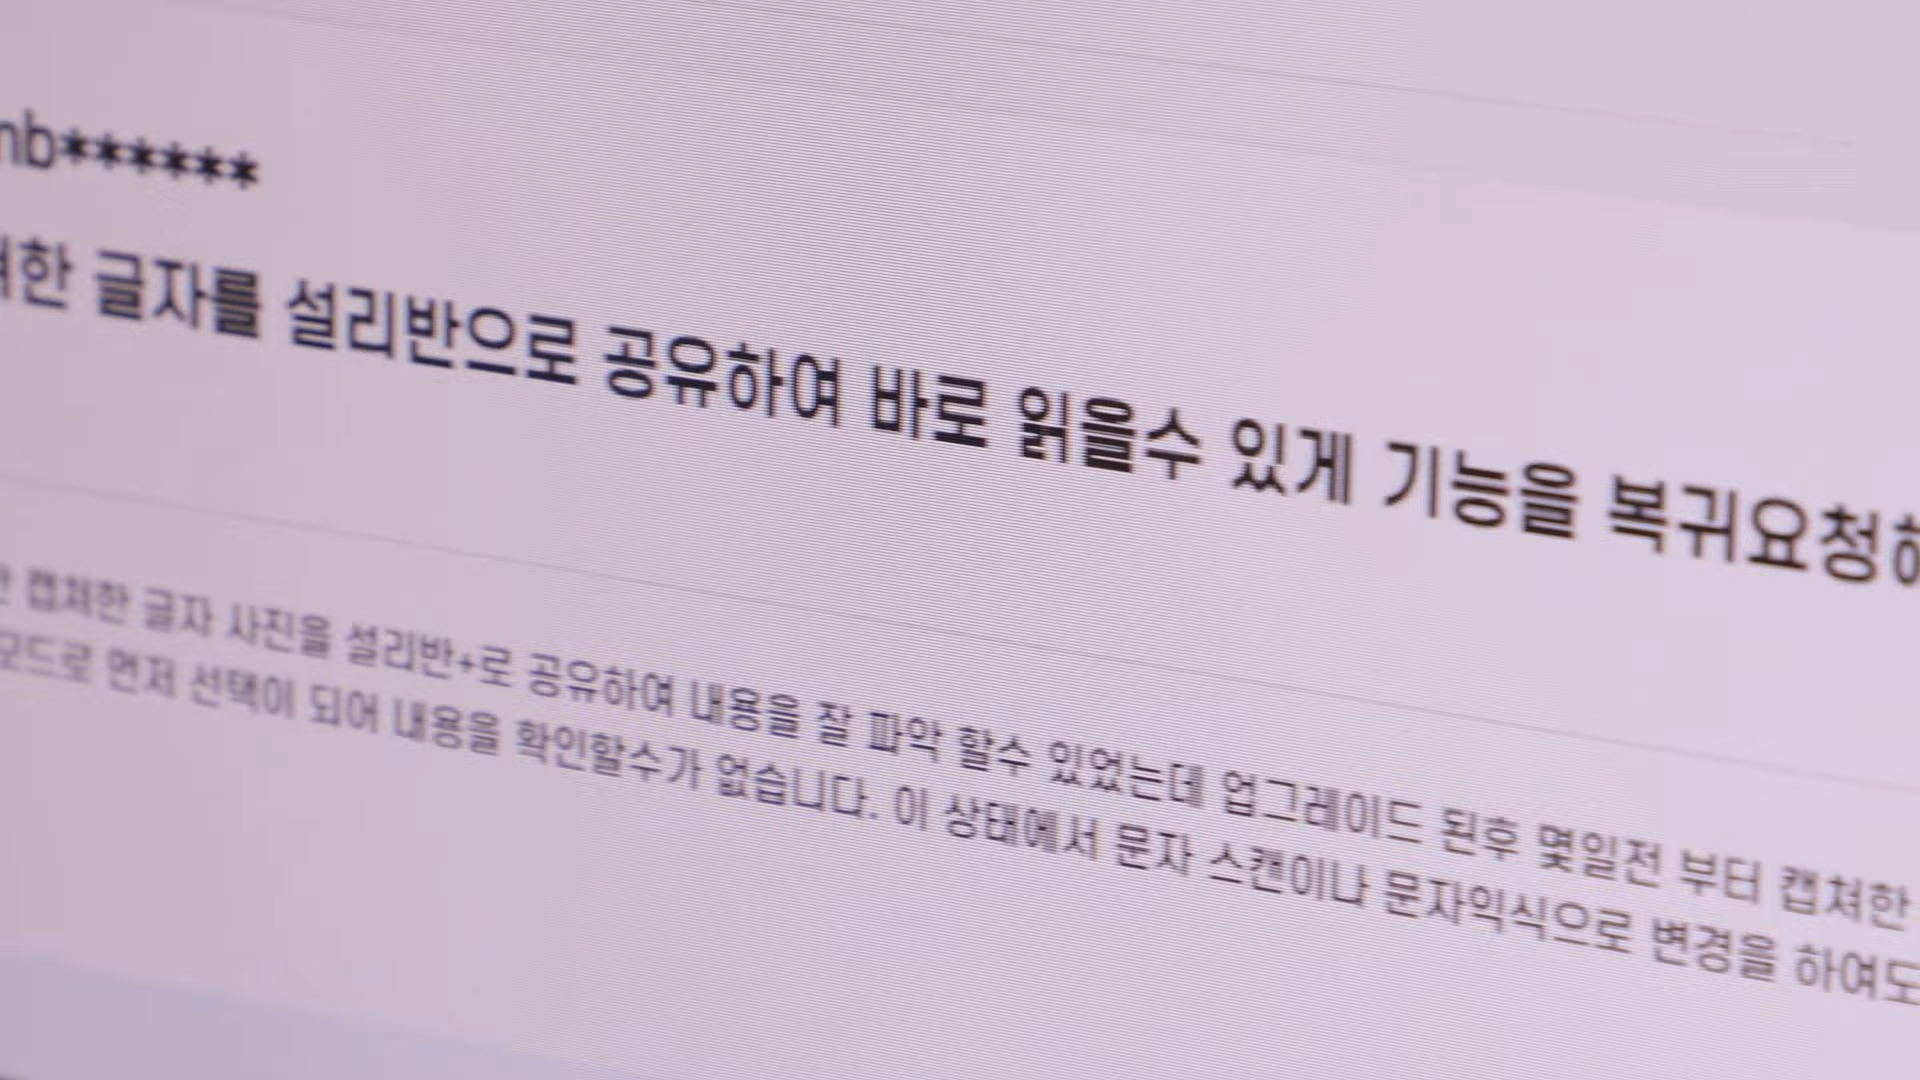 nb******
한 글자를 설리반으로 공유하여 바로 읽을수 있게 기능을 복귀요청
캡쳐한 글자 사진을 설리반+로 공유하여 내용을 잘 파악 할수 있었는데 업그레이드 된후 몇일전 부터 캡쳐한
모드로 먼저 선택이 되어 내용을 확인할수가 없습니다. 이 상태에서 문자 스캔이나 문자익식으로 변경을 하여도